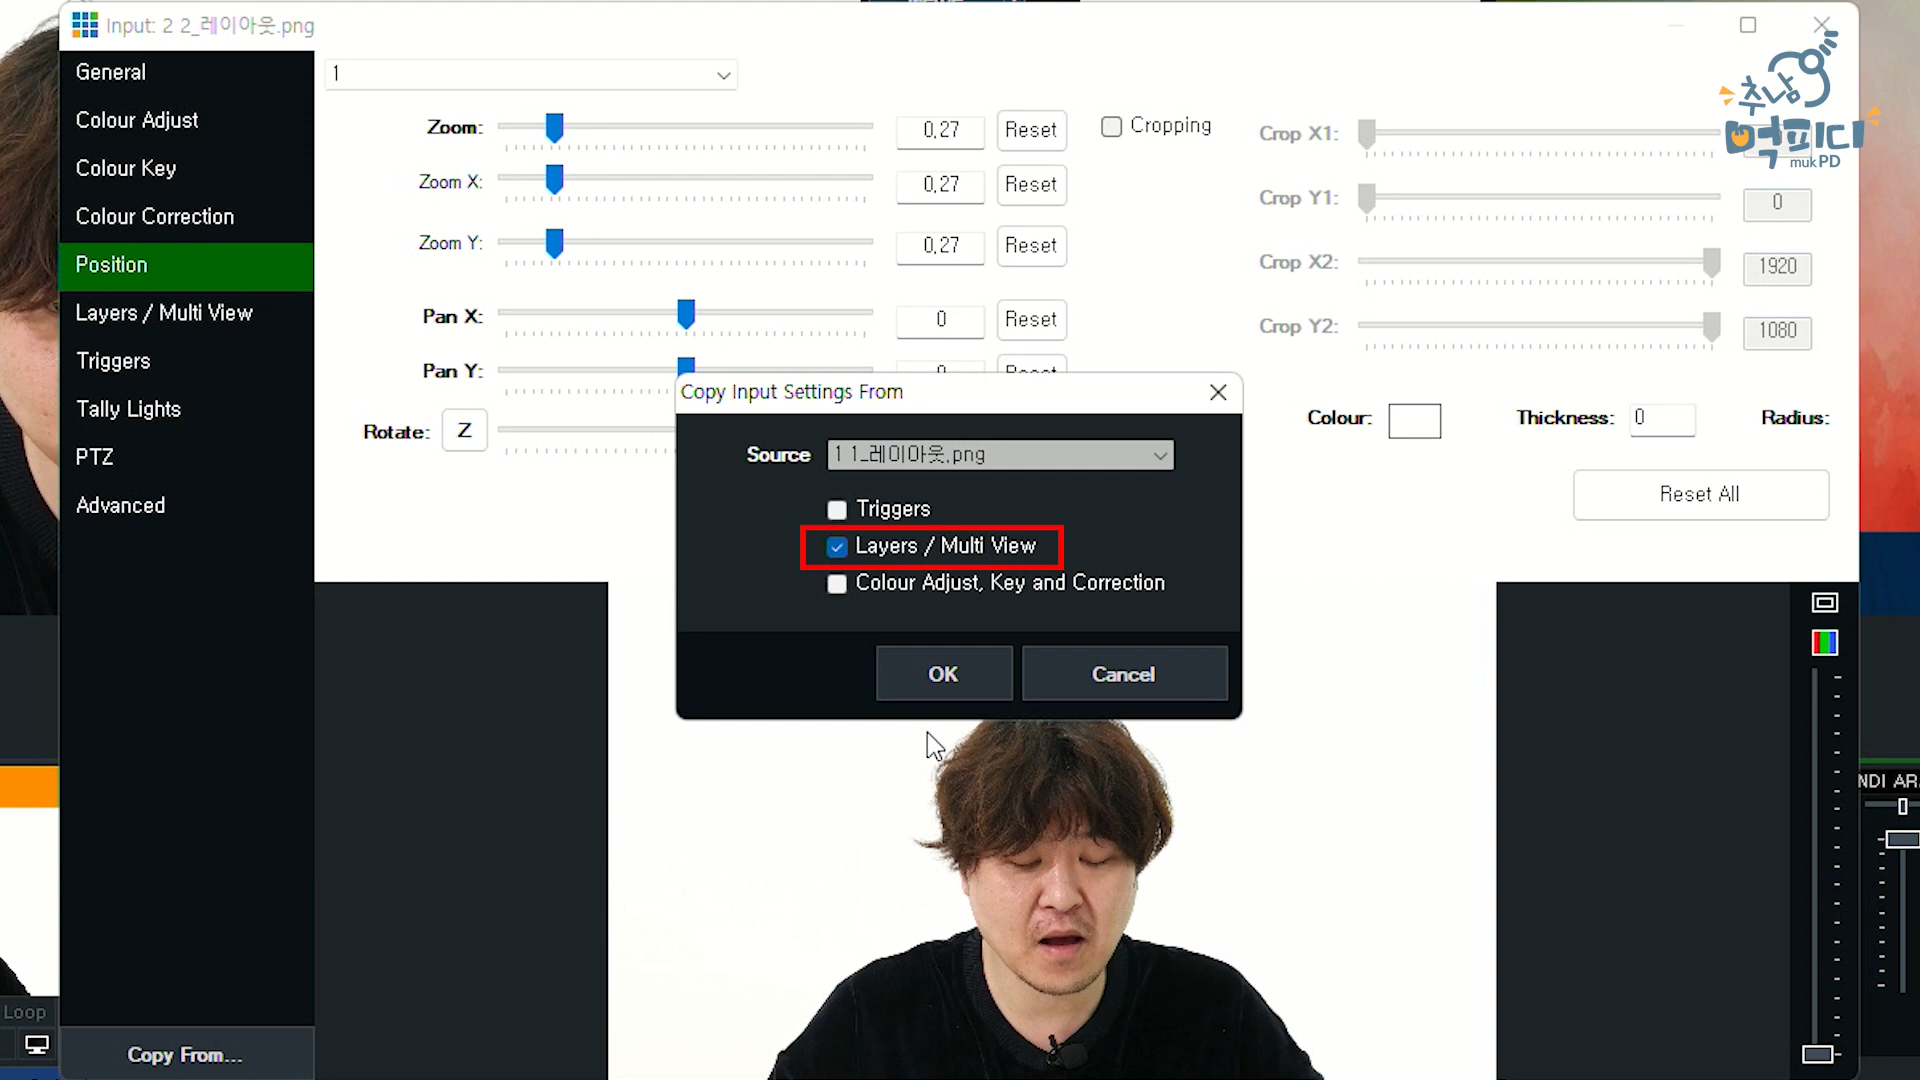 Input: 2 2_레이아웃.png
General
Colour Adjust
Colour Key
Colour Correction
Position
Layers / Multi View
Triggers
Tally Lights
PTZ
Advanced
Copy From...
1
Zoom: 0.27 Reset
Zoom X: 0.27 Reset
Zoom Y: 0.27 Reset
Pan X: 0 Reset
Pan Y: 0 Reset
Rotate: Z
Cropping
Crop X1:
Crop Y1: 0
Crop X2: 1920
Crop Y2: 1080
Colour: Thickness: 0 Radius:
Reset All
추냥
먹피디
muk PD
Copy Input Settings From
Source 1 1_레이아웃.png
Triggers
Layers / Multi View
Colour Adjust, Key and Correction
OK Cancel
Loop
NDI AR